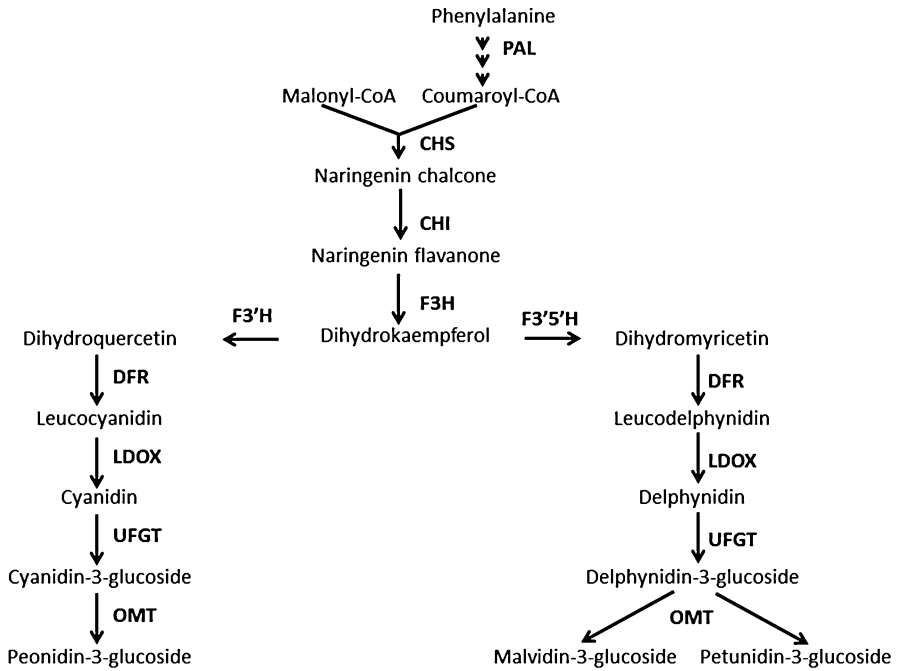 Phenylalanine
PAL
Malonyl-CoA Coumaroyl-CoA
CHS
Naringenin chalcone
CHI
Naringenin flavanone
F3H
F3’H
F3’5’H
Dihydroquercetin Dihydrokaempferol Dihydromyricetin
DFR DFR
Leucocyanidin Leucodelphynidin
LDOX LDOX
Cyanidin Delphynidin
UFGT UFGT
Cyanidin-3-glucoside Delphynidin-3-glucoside
OMT OMT
Peonidin-3-glucoside Malvidin-3-glucoside Petunidin-3-glucoside